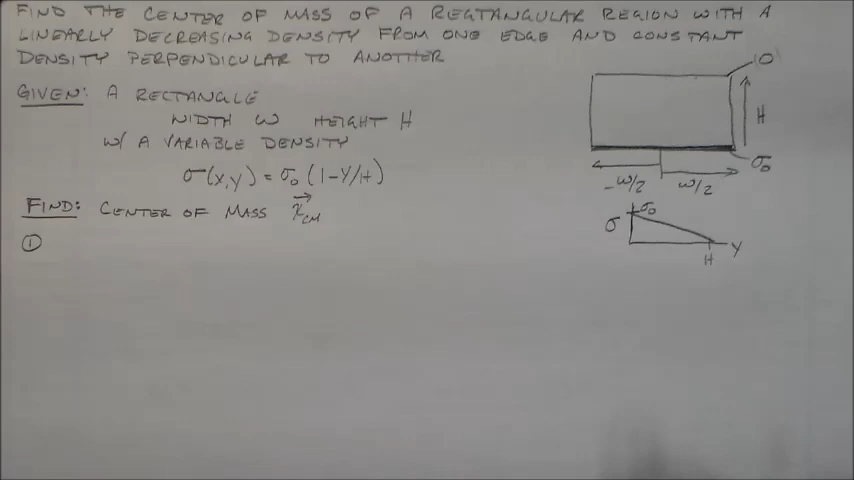 FIND THE CENTER OF MASS OF A RECTANGULAR REGION WITH A
LINEARLY DECREASING DENSITY FROM ONE EDGE AND CONSTANT
DENSITY PERPENDICULAR TO ANOTHER
GIVEN: A RECTANGLE
WIDTH W HEIGHT H
W/ A VARIABLE DENSITY
σ(x,y) = σ₀ (1-Y/H)
FIND: CENTER OF MASS x⃗CM
①
10
H
σ₀
-W/2 W/2
σ₀
σ
H
Y